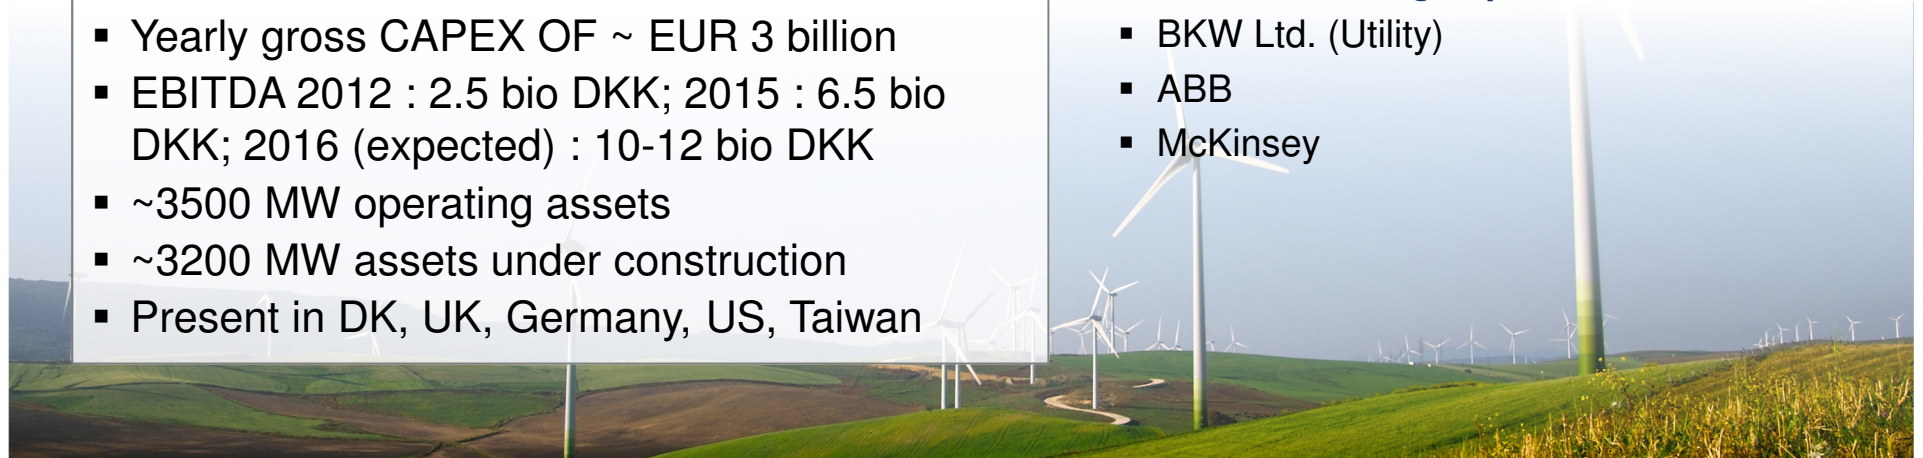 ▪ Yearly gross CAPEX OF ~ EUR 3 billion
▪ EBITDA 2012 : 2.5 bio DKK; 2015 : 6.5 bio
DKK; 2016 (expected) : 10-12 bio DKK
▪ ~3500 MW operating assets
▪ ~3200 MW assets under construction
▪ Present in DK, UK, Germany, US, Taiwan
▪ BKW Ltd. (Utility)
▪ ABB
▪ McKinsey